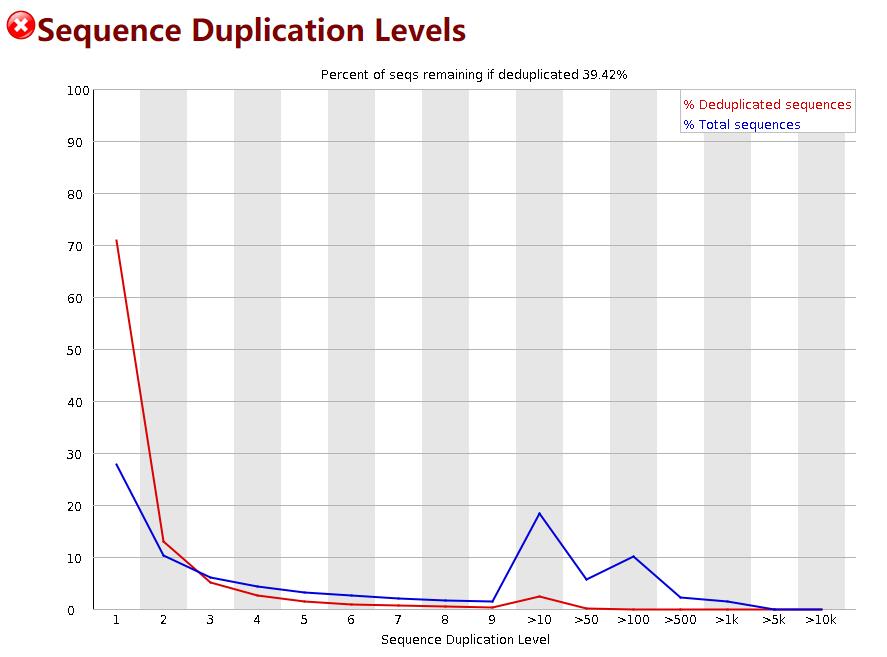 Sequence Duplication Levels
Percent of seqs remaining if deduplicated 39.42%
% Deduplicated sequences
% Total sequences
100
90
80
70
60
50
40
30
20
10
0
1 2 3 4 5 6 7 8 9 >10 >50 >100 >500 >1k >5k >10k
Sequence Duplication Level